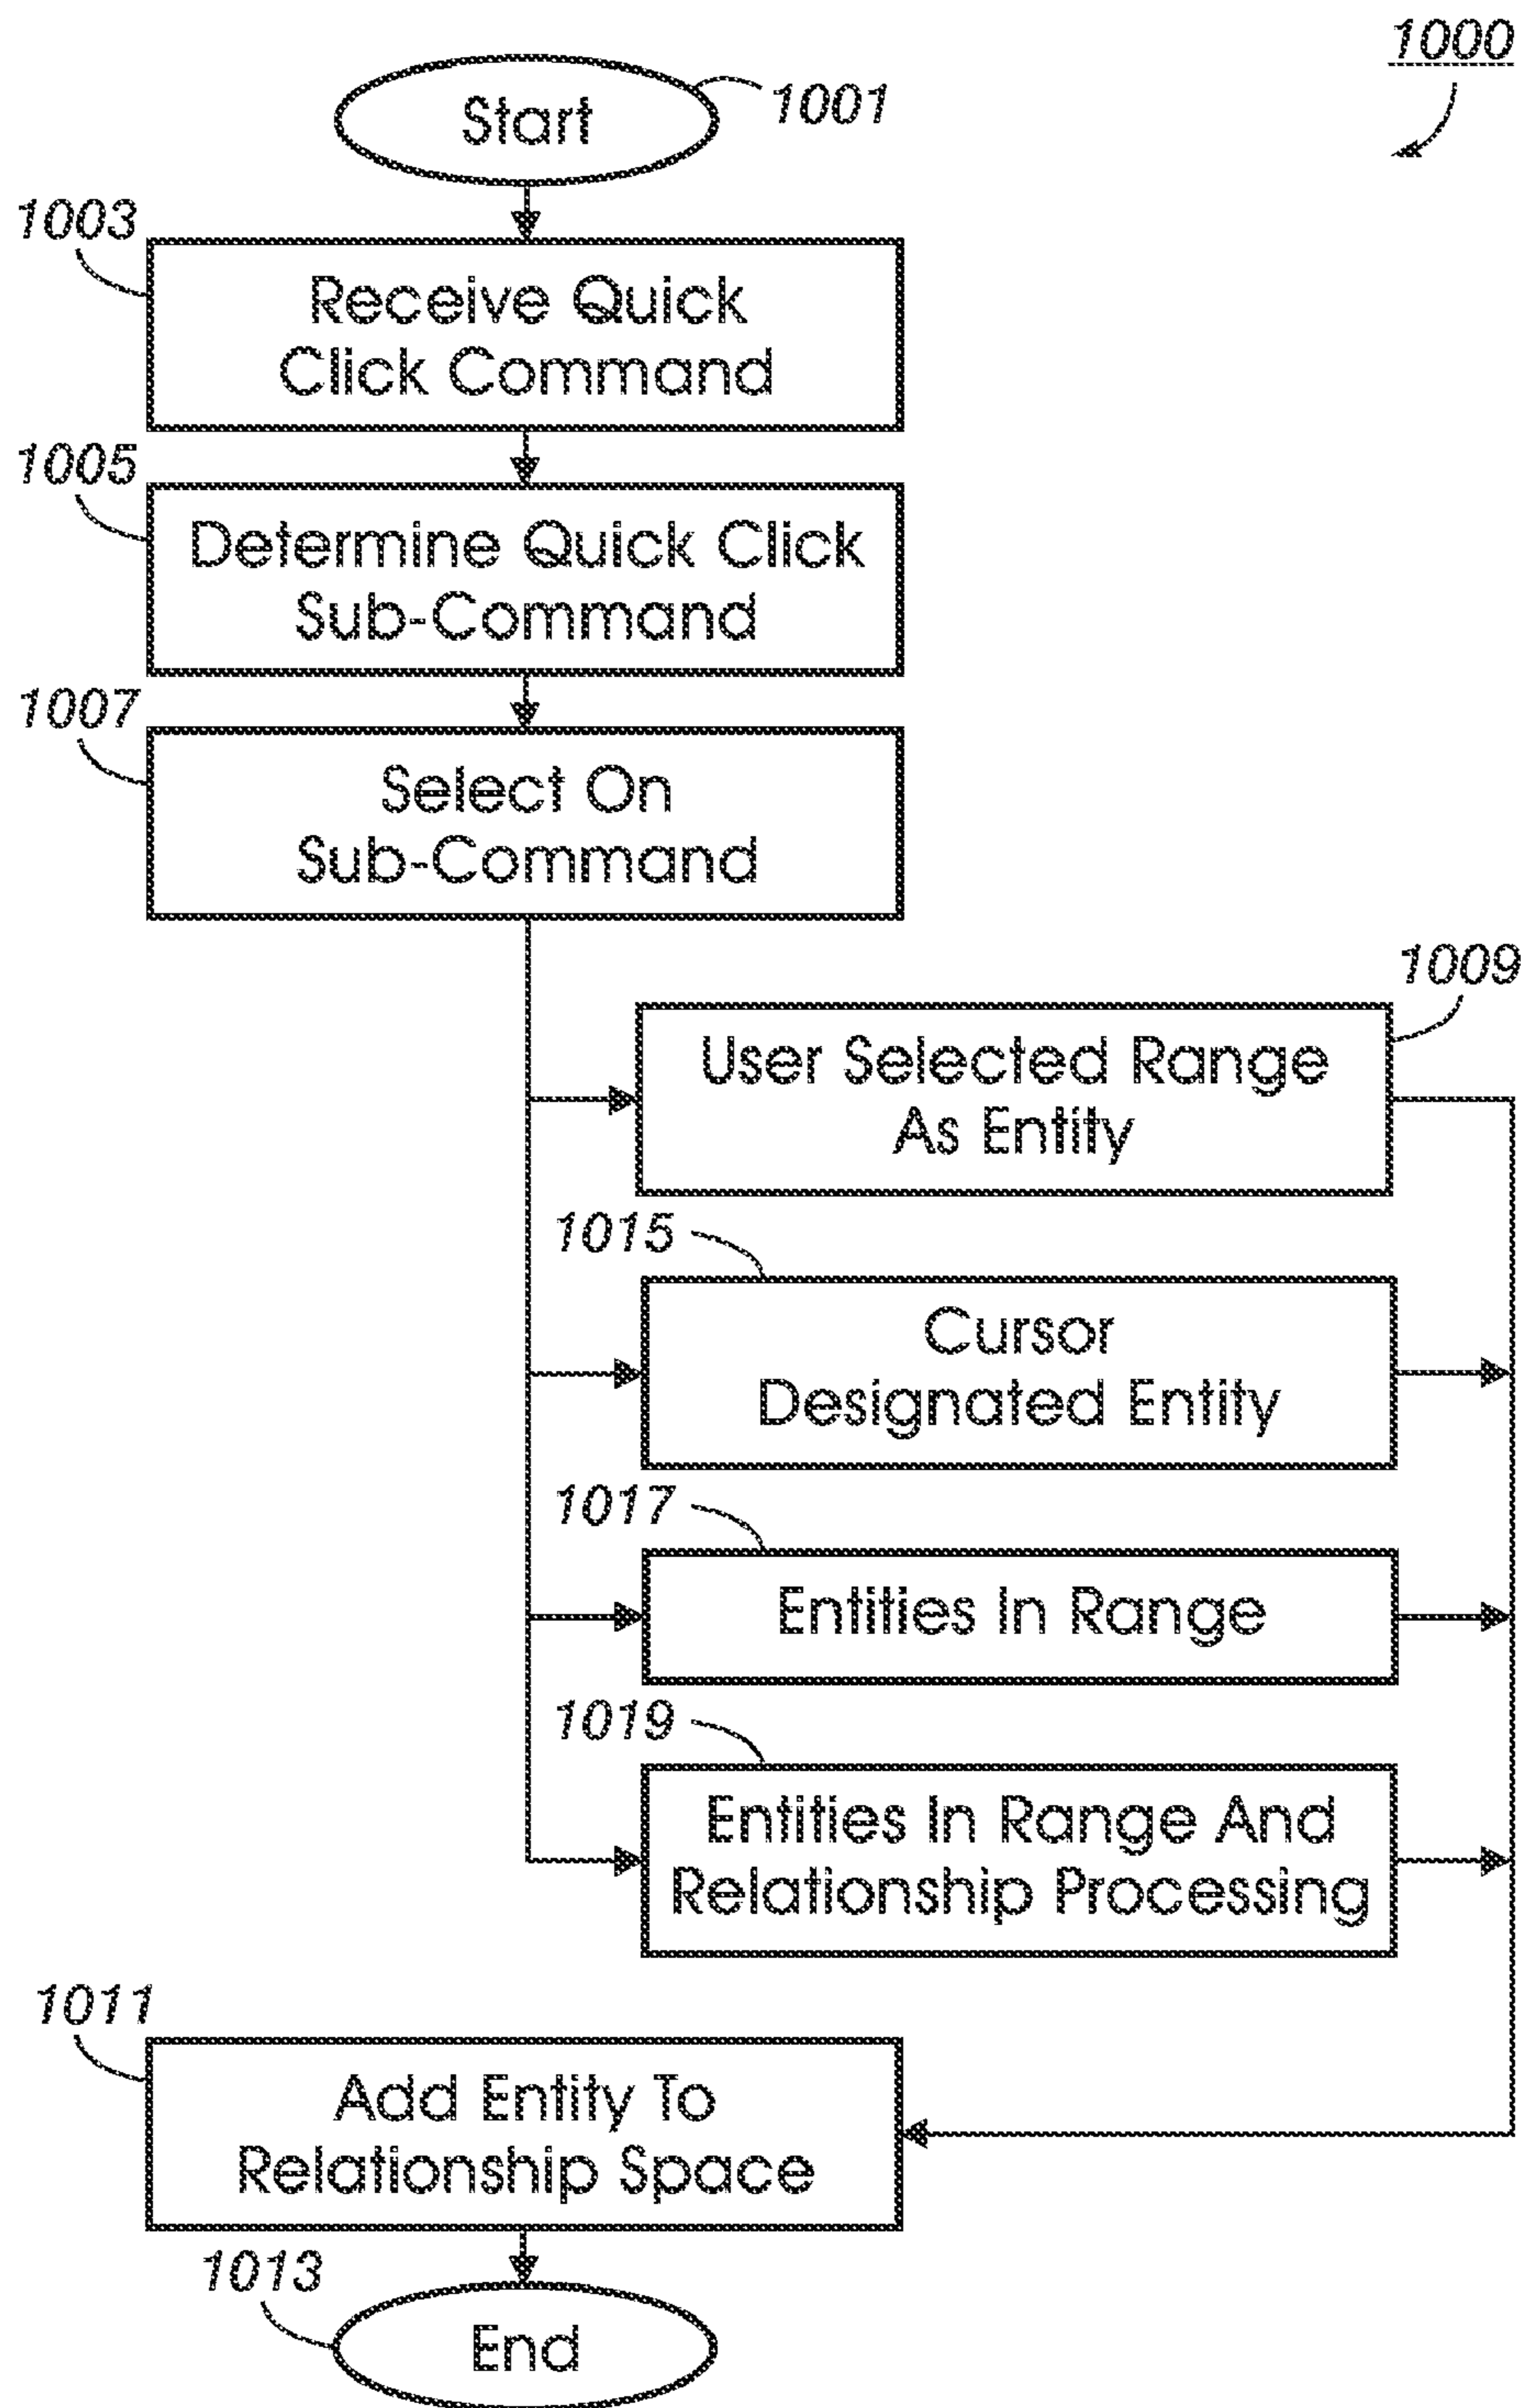 1000
Start
1001
1003
Receive Quick
Click Command
1005
Determine Quick Click
Sub-Command
1007
Select On
Sub-Command
1009
User Selected Range
As Entity
1015
Cursor
Designated Entity
1017
Entities In Range
1019
Entities In Range And
Relationship Processing
1011
Add Entity To
Relationship Space
1013
End